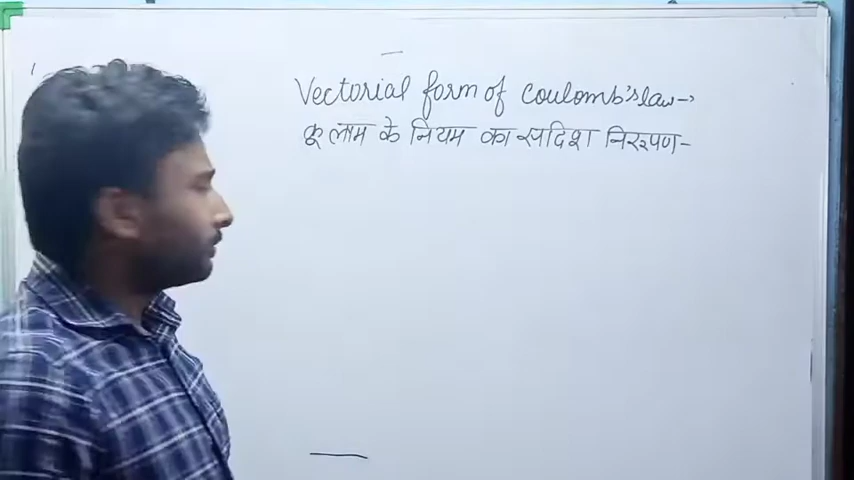 Vectorial form of coulomb's law→
कूलाम के नियम का सदिश निरूपण-